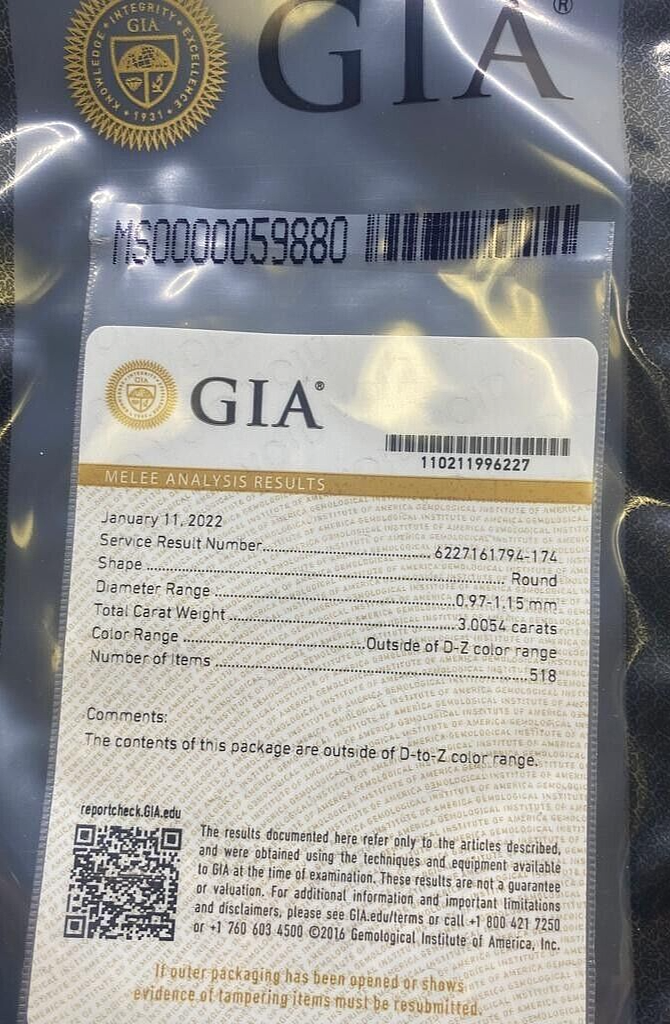 KNOWLEDGE • INTEGRITY • EXCELLENCE
GIA
• 1931 •
GIA®
MS0000059880
GIA®
110211996227
MELEE ANALYSIS RESULTS
January 11, 2022
Service Result Number........................................ 6227161794-174
Shape ........................................ Round
Diameter Range ........................................0.97-1.15 mm
Total Carat Weight ........................................3.0054 carats
Color Range ........................................Outside of D-Z color range
Number of Items ........................................518
Comments:
The contents of this package are outside of D-to-Z color range.
reportcheck.GIA.edu
The results documented here refer only to the articles described,
and were obtained using the techniques and equipment available
to GIA at the time of examination. These results are not a guarantee
or valuation. For additional information and important limitations
and disclaimers, please see GIA.edu/terms or call +1 800 421 7250
or +1 760 603 4500 ©2016 Gemological Institute of America, Inc.
If outer packaging has been opened or shows
evidence of tampering items must be resubmitted.